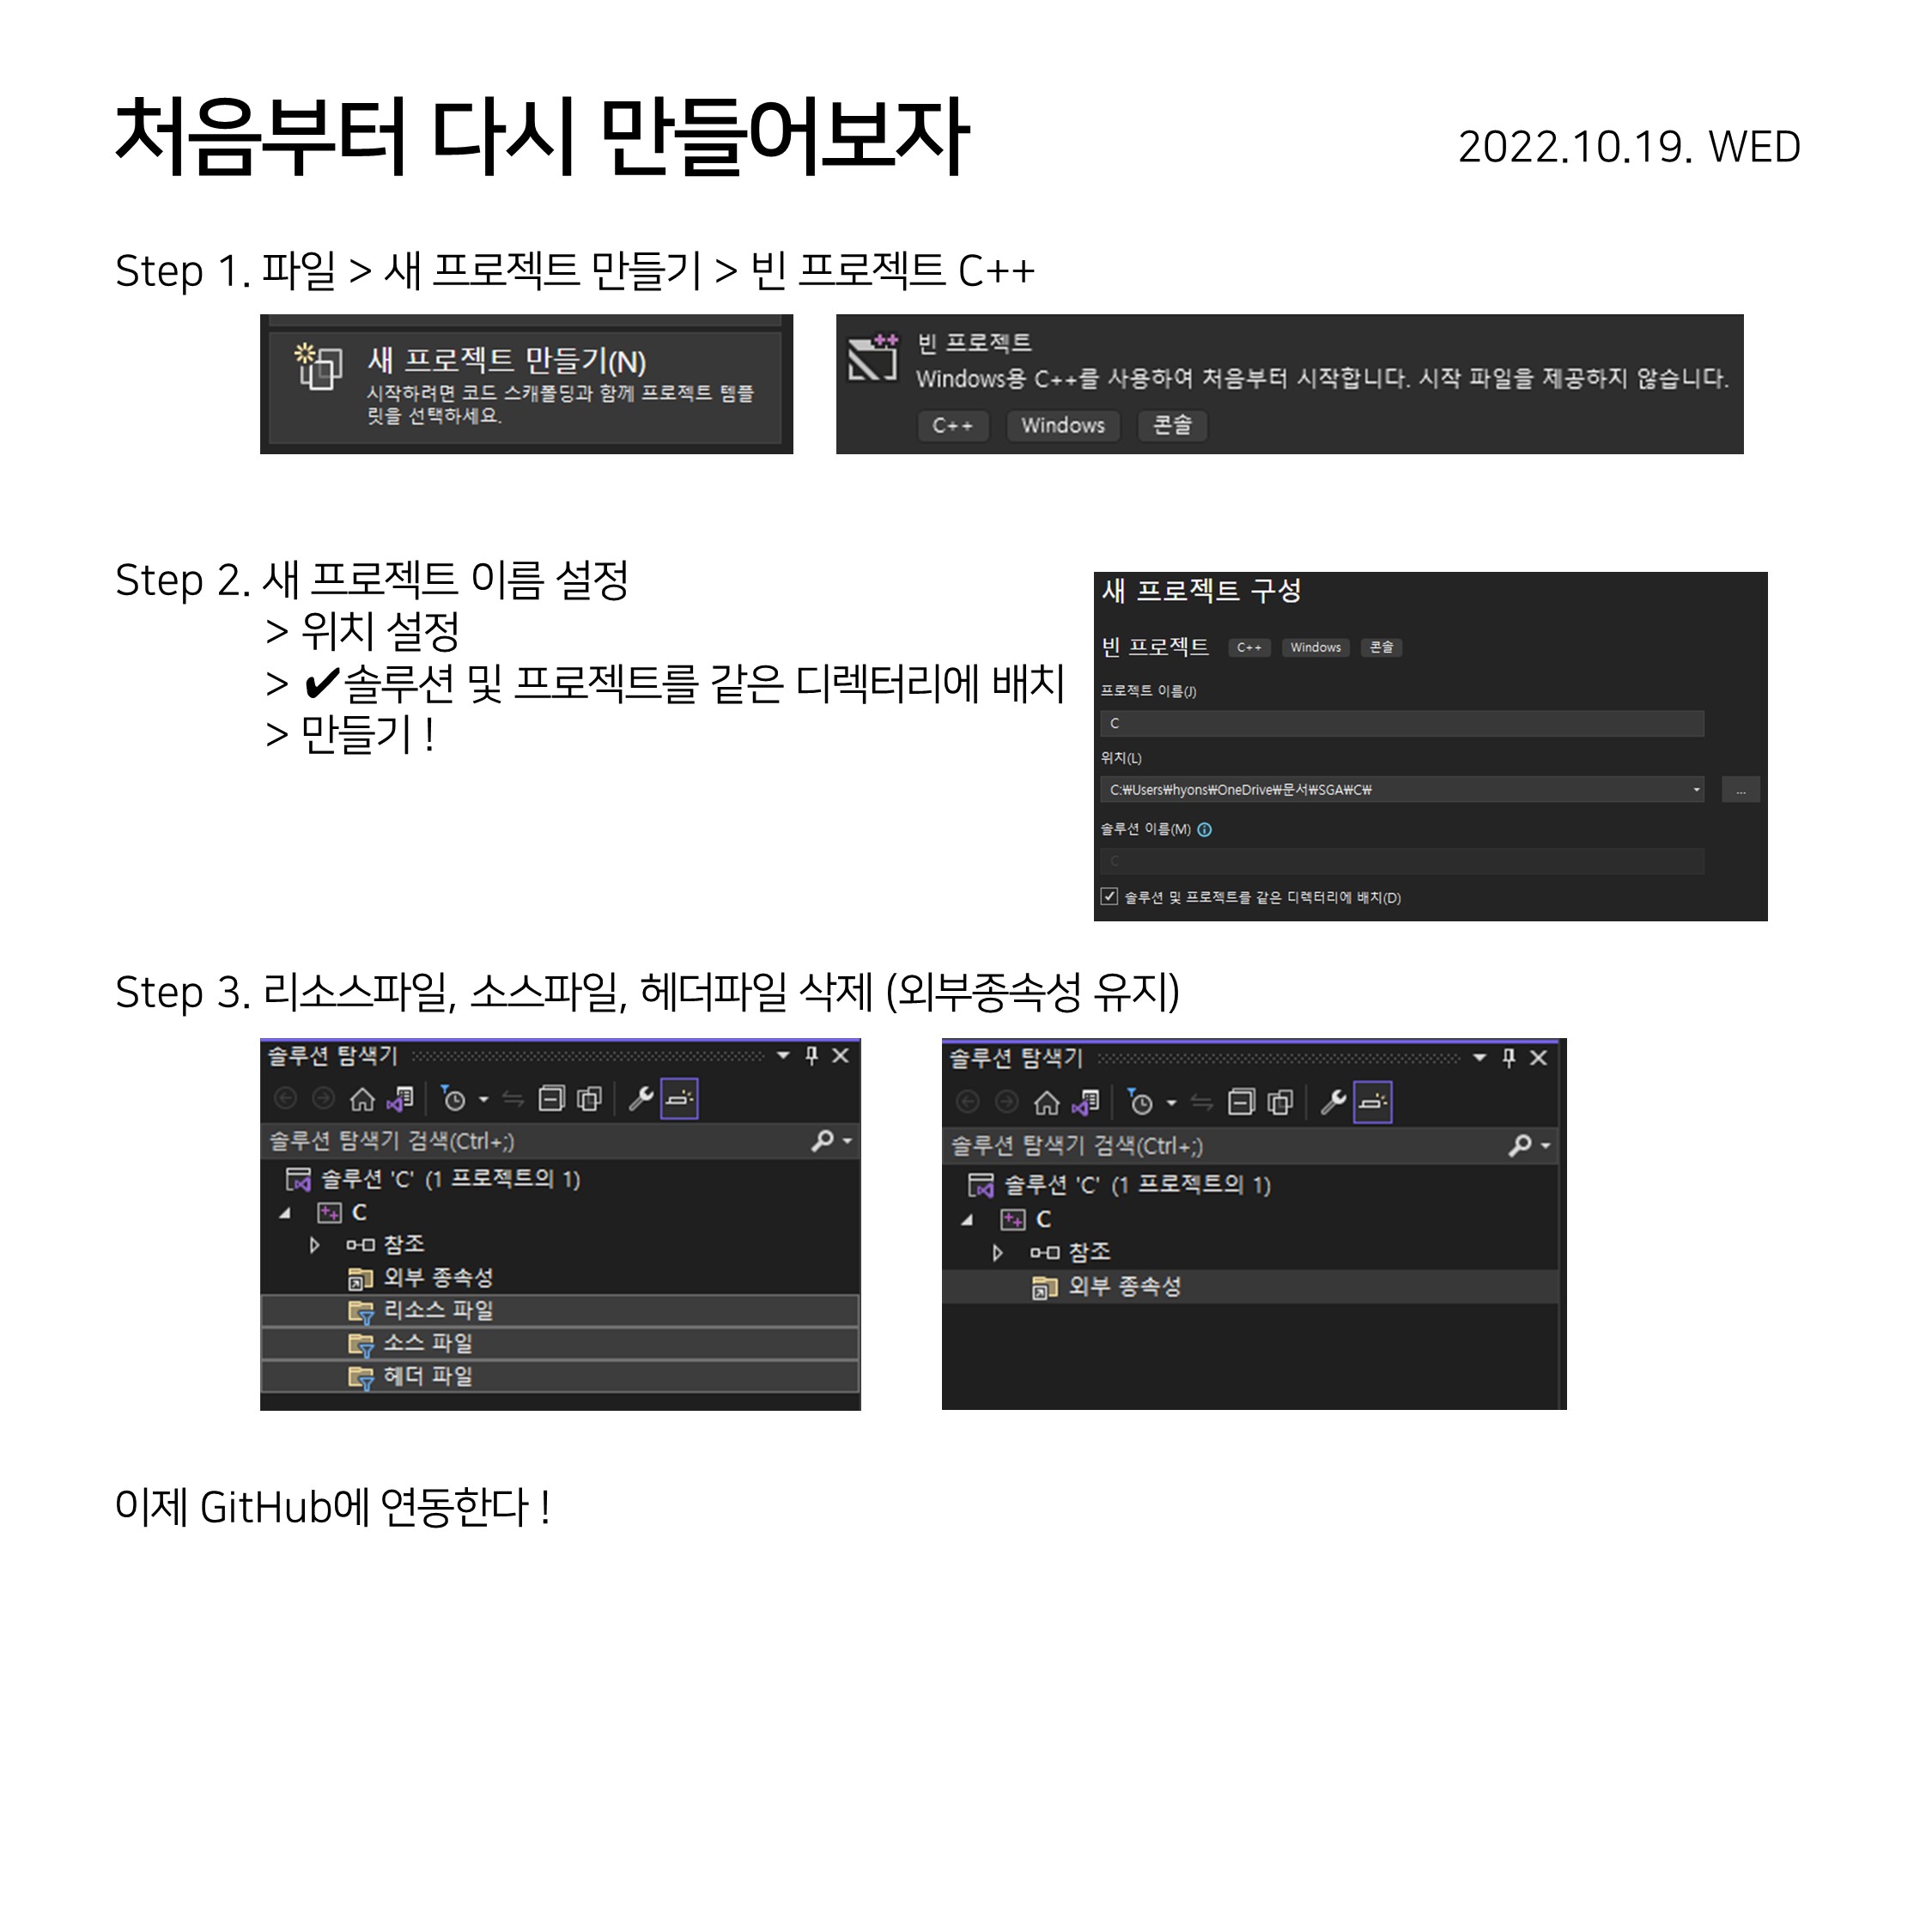 처음부터 다시 만들어보자
2022.10.19. WED
Step 1. 파일 > 새 프로젝트 만들기 > 빈 프로젝트 C++
새 프로젝트 만들기(N)
시작하려면 코드 스캐폴딩과 함께 프로젝트 템플
릿을 선택하세요.
빈 프로젝트
Windows용 C++를 사용하여 처음부터 시작합니다. 시작 파일을 제공하지 않습니다.
C++ Windows 콘솔
Step 2. 새 프로젝트 이름 설정
> 위치 설정
> ✔솔루션 및 프로젝트를 같은 디렉터리에 배치
> 만들기 !
새 프로젝트 구성
빈 프로젝트 C++ Windows 콘솔
프로젝트 이름(J)
C
위치(L)
C:₩Users₩hyons₩OneDrive₩문서₩SGA₩C₩
...
솔루션 이름(M)
C
솔루션 및 프로젝트를 같은 디렉터리에 배치(D)
Step 3. 리소스파일, 소스파일, 헤더파일 삭제 (외부종속성 유지)
솔루션 탐색기
솔루션 탐색기 검색(Ctrl+;)
솔루션 'C' (1 프로젝트의 1)
C
참조
외부 종속성
리소스 파일
소스 파일
헤더 파일
솔루션 탐색기
솔루션 탐색기 검색(Ctrl+;)
솔루션 'C' (1 프로젝트의 1)
C
참조
외부 종속성
이제 GitHub에 연동한다 !